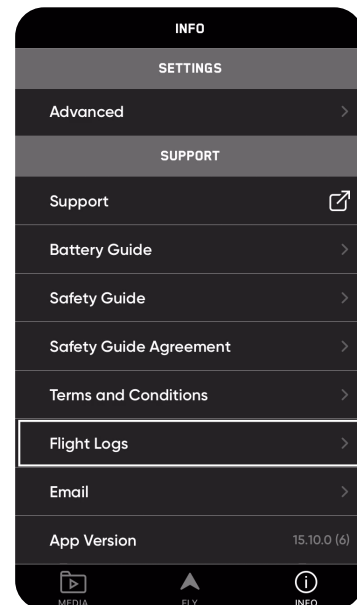 INFO
SETTINGS
Advanced
SUPPORT
Support
Battery Guide
Safety Guide
Safety Guide Agreement
Terms and Conditions
Flight Logs
Email
App Version 15.10.0 (6)
MEDIA FLY INFO